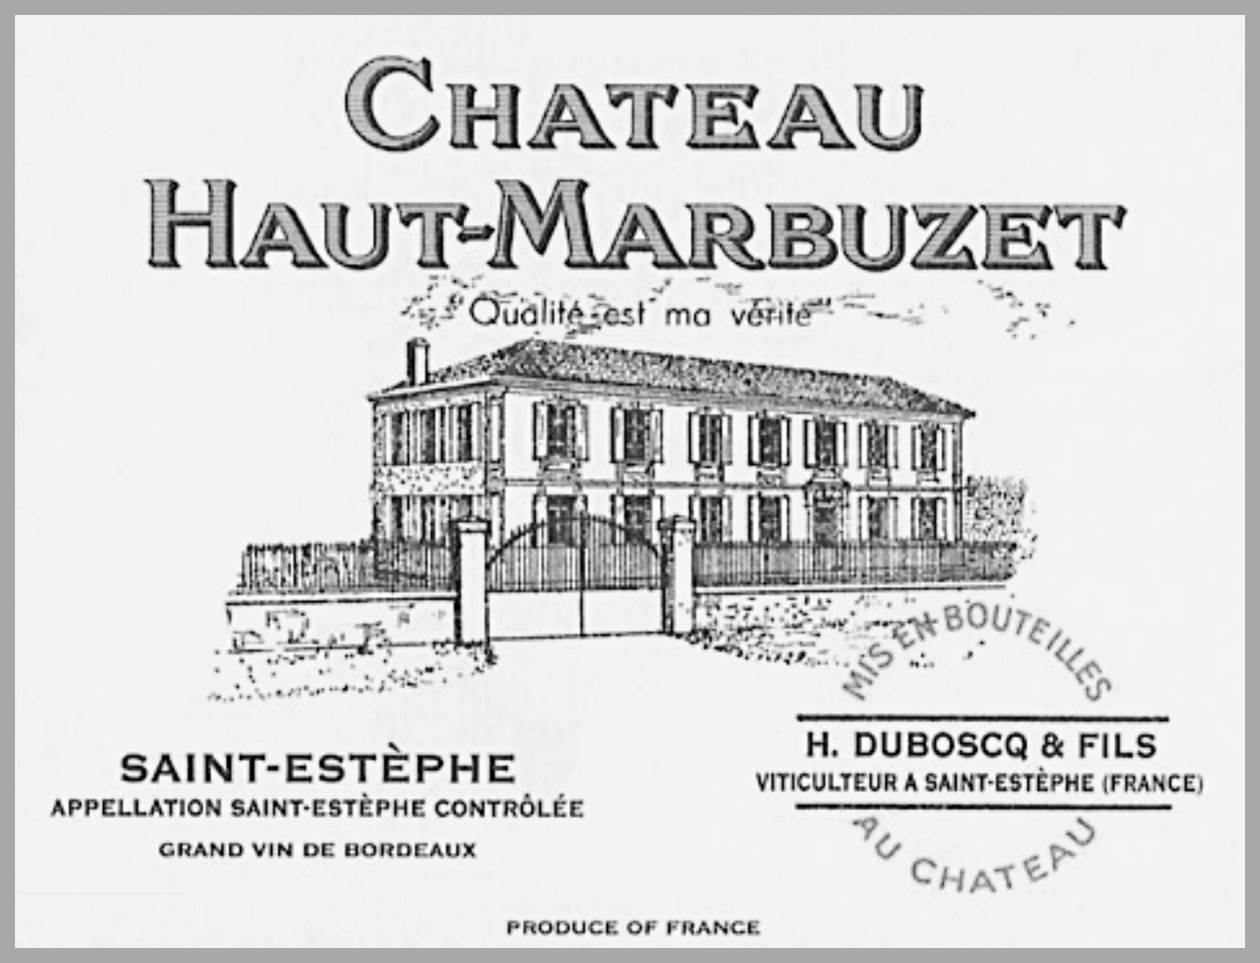 CHATEAU
HAUT-MARBUZET
Qualité est ma vérité
SAINT-ESTÈPHE
APPELLATION SAINT-ESTÈPHE CONTRÔLÉE
GRAND VIN DE BORDEAUX
MIS EN BOUTEILLES
H. DUBOSCQ & FILS
VITICULTEUR A SAINT-ESTÈPHE (FRANCE)
AU CHATEAU
PRODUCE OF FRANCE